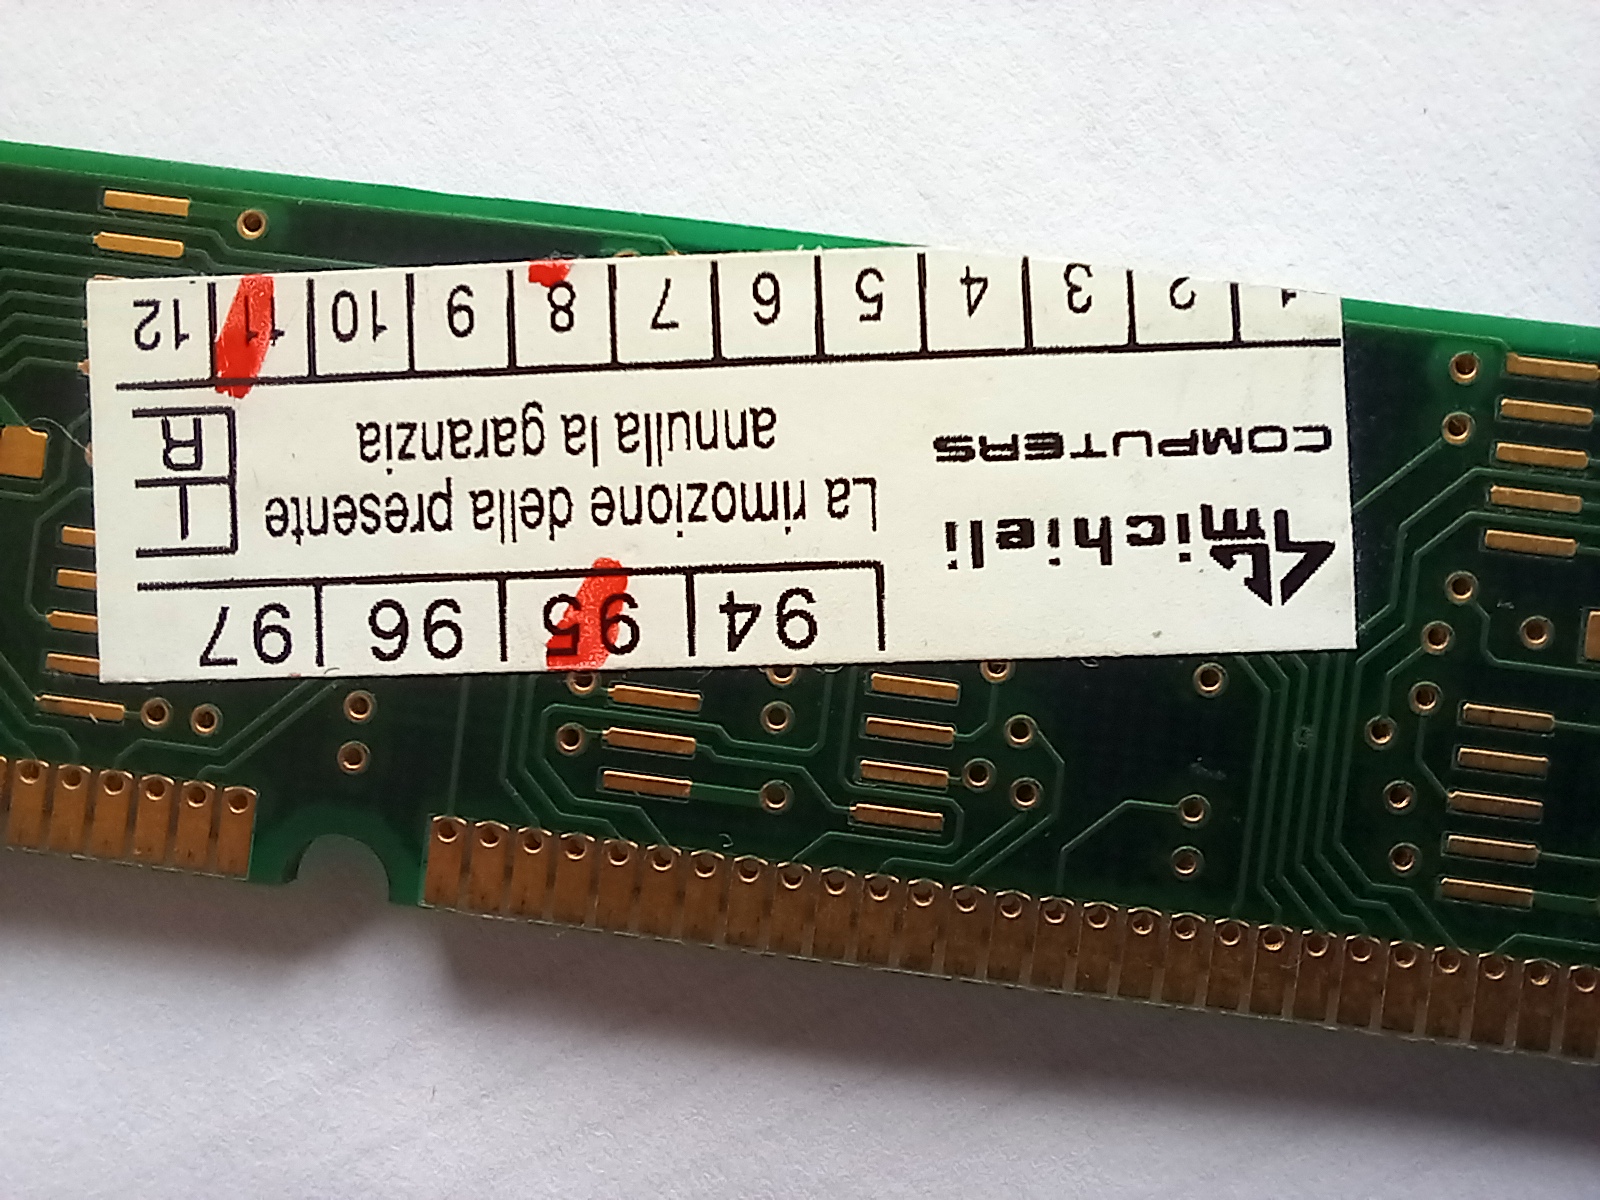 94 95 96 97
michieli
COMPUTERS
La rimozione della presente
annulla la garanzia
I
R
1 2 3 4 5 6 7 8 9 10 11 12